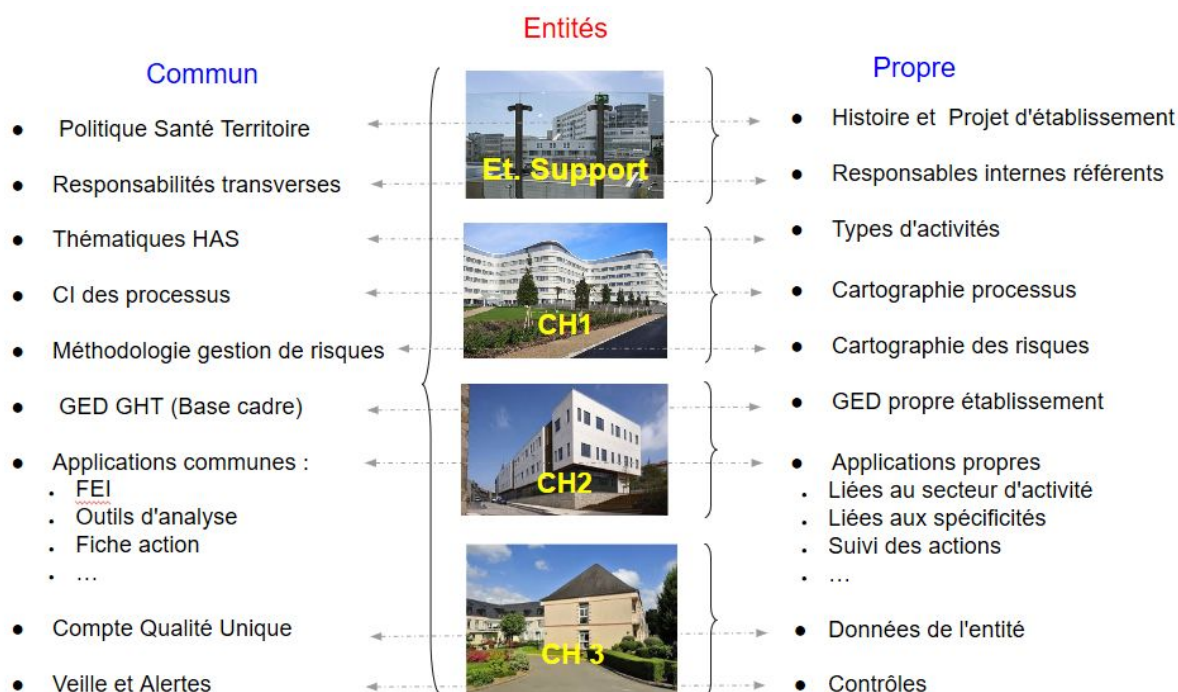 Entités
Commun
Politique Santé Territoire
Responsabilités transverses
Thématiques HAS
CI des processus
Méthodologie gestion de risques
GED GHT (Base cadre)
Applications communes :
FEI
Outils d'analyse
Fiche action
…
Compte Qualité Unique
Veille et Alertes
Et. Support
CH1
CH2
CH 3
Propre
Histoire et Projet d'établissement
Responsables internes référents
Types d'activités
Cartographie processus
Cartographie des risques
GED propre établissement
Applications propres
Liées au secteur d'activité
Liées aux spécificités
Suivi des actions
…
Données de l'entité
Contrôles